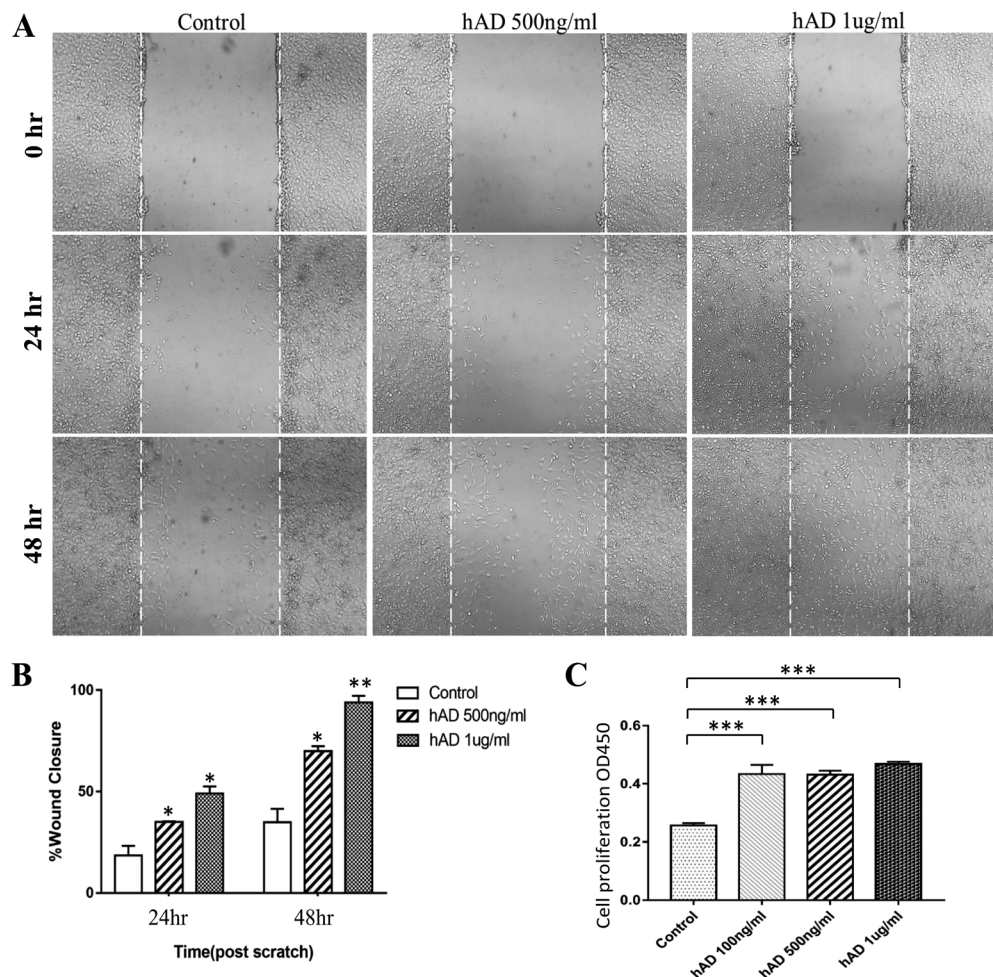 A
Control
hAD 500ng/ml
hAD 1ug/ml
0 hr
24 hr
48 hr
B
%Wound Closure
100
50
0
*
*
*
**
Control
hAD 500ng/ml
hAD 1ug/ml
24hr
48hr
Time(post scratch)
C
***
***
***
Cell proliferation OD450
0.6
0.4
0.2
0.0
Control
hAD 100ng/ml
hAD 500ng/ml
hAD 1ug/ml